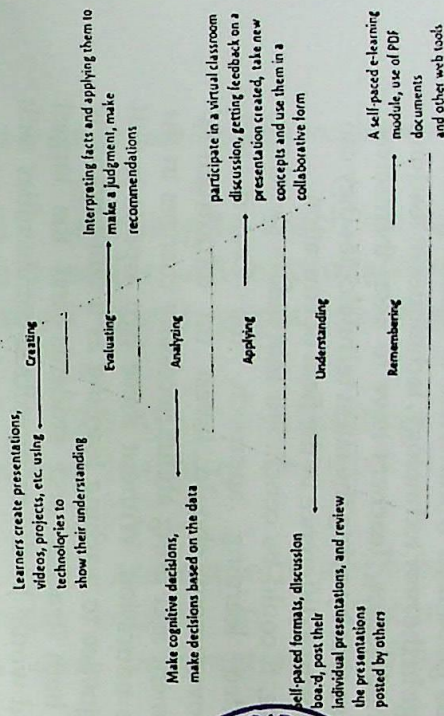 Learners create presentations,
videos, projects, etc. using
technologies to
show their understanding
Creating
Interpreting facts and applying them to
make a judgment, make
recommendations
Evaluating
Make cognitive decisions,
make decisions based on the data
Analyzing
participate in a virtual classroom
discussion, getting feedback on a
presentation created, take new
concepts and use them in a
collaborative form
Applying
self-paced formats, discussion
board, post their
Individual presentations, and review
the presentations
posted by others
Understanding
A self-paced e-learning
module, use of PDF
documents
and other web tools
Remembering